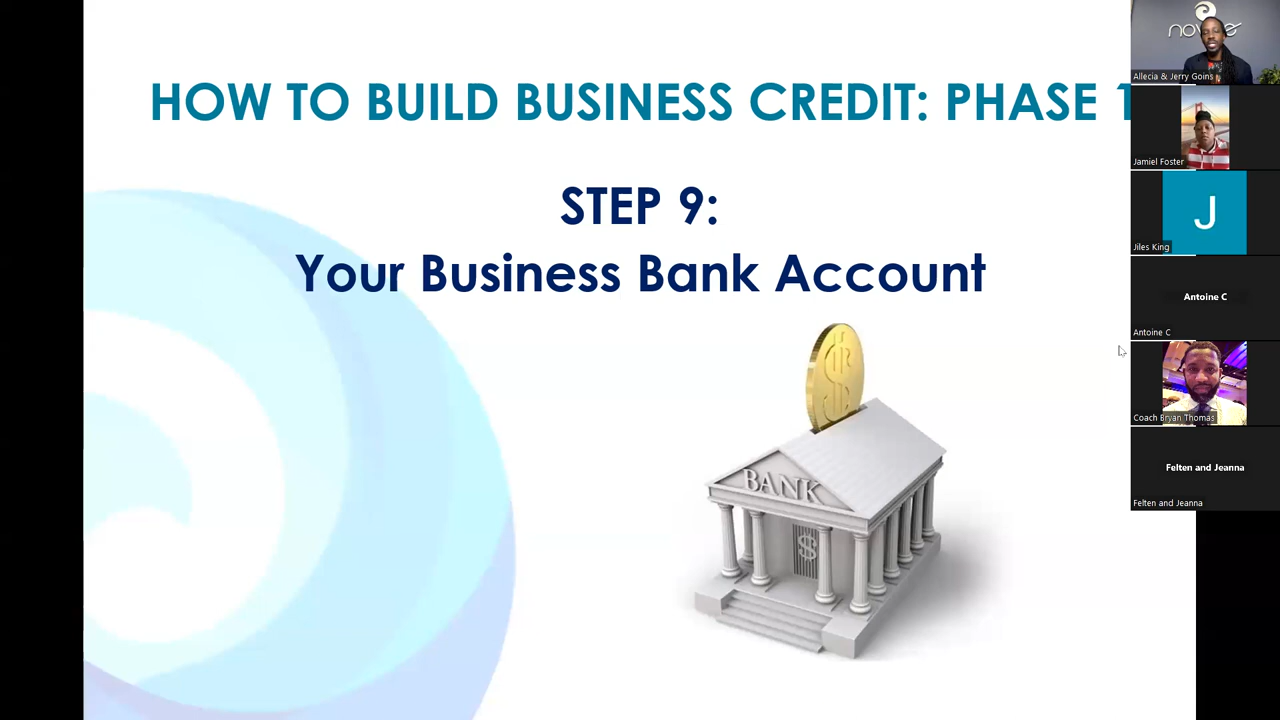 HOW TO BUILD BUSINESS CREDIT: PHASE 1
STEP 9:
Your Business Bank Account
BANK
$
$
Allecia & Jerry Goins
Jamiel Foster
J
Jiles King
Antoine C
Antoine C
Coach Bryan Thomas
Felten and Jeanna
Felten and Jeanna